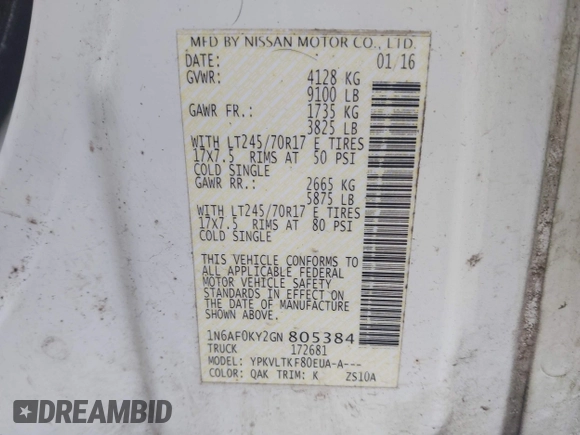 MFD BY NISSAN MOTOR CO., LTD.
DATE: 01/16
GVWR: 4128 KG
9100 LB
GAWR FR.: 1735 KG
3825 LB
WITH LT245/70R17 E TIRES
17X7.5 RIMS AT 50 PSI
COLD SINGLE
GAWR RR.: 2665 KG
5875 LB
WITH LT245/70R17 E TIRES
17X7.5 RIMS AT 80 PSI
COLD SINGLE
THIS VEHICLE CONFORMS TO
ALL APPLICABLE FEDERAL
MOTOR VEHICLE SAFETY
STANDARDS IN EFFECT ON
THE DATE OF MANUFACTURE
SHOWN ABOVE
1N6AF0KY2GN805384
TRUCK 172681
MODEL: YPKVLTKF80EUA-A---
COLOR: QAK TRIM: K ZS10A
DREAMBID